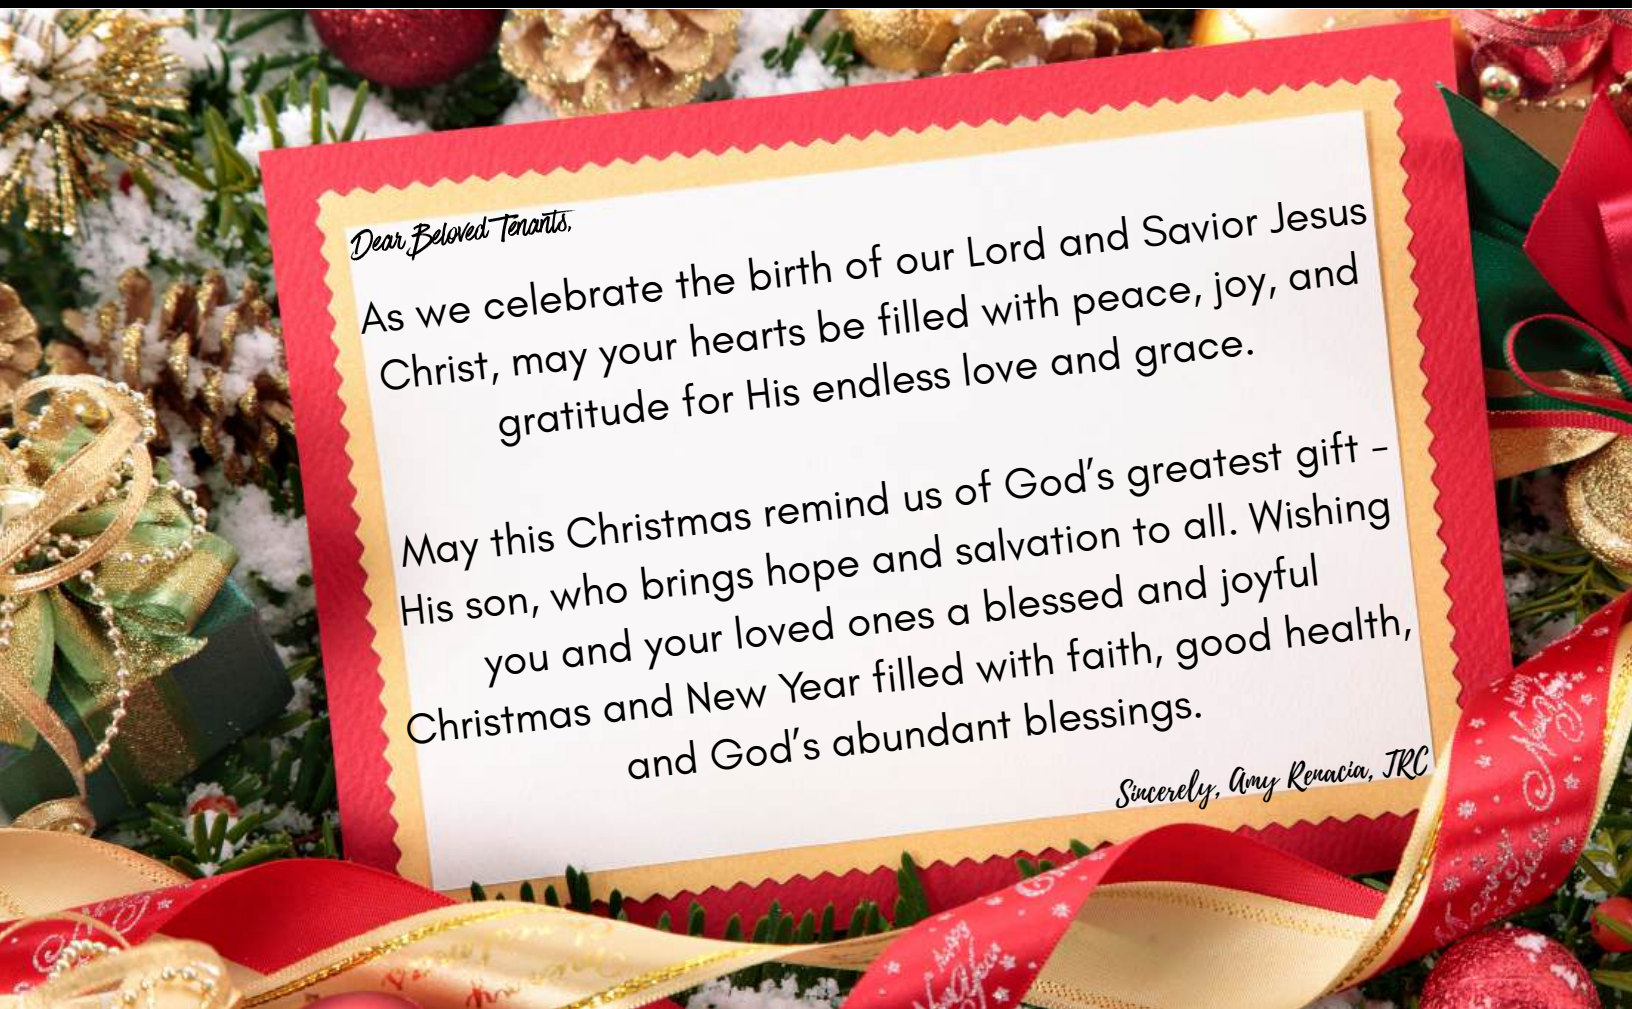 Dear Beloved Tenants,
As we celebrate the birth of our Lord and Savior Jesus
Christ, may your hearts be filled with peace, joy, and
gratitude for His endless love and grace.
May this Christmas remind us of God's greatest gift -
His son, who brings hope and salvation to all. Wishing
you and your loved ones a blessed and joyful
Christmas and New Year filled with faith, good health,
and God's abundant blessings.
Sincerely, Amy Renacia, TRC
happy
New Year